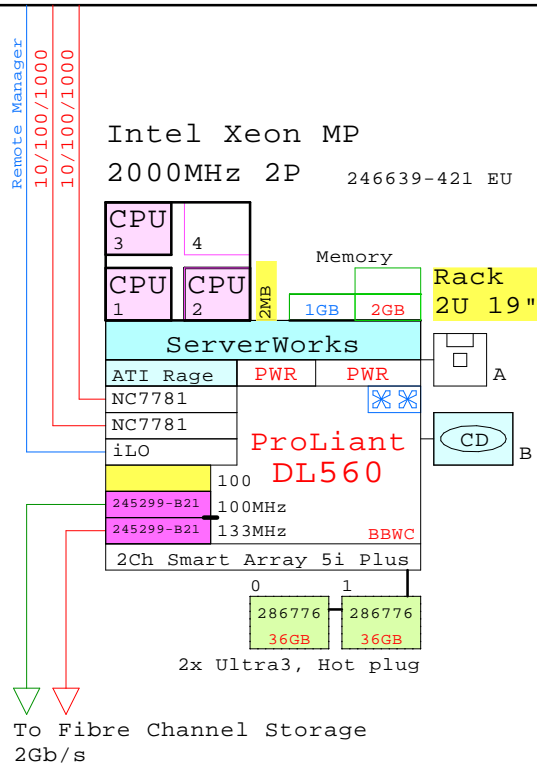 Remote Manager
10/100/1000
10/100/1000
Intel Xeon MP
2000MHz 2P 246639-421 EU
CPU
3
4
CPU
1
CPU
2
2MB
Memory
1GB
2GB
Rack
2U 19"
ServerWorks
ATI Rage
PWR
PWR
A
NC7781
NC7781
iLO
ProLiant
DL560
CD
B
100
245299-B21
100MHz
245299-B21
133MHz
BBWC
2Ch Smart Array 5i Plus
0
1
286776
36GB
286776
36GB
2x Ultra3, Hot plug
To Fibre Channel Storage
2Gb/s